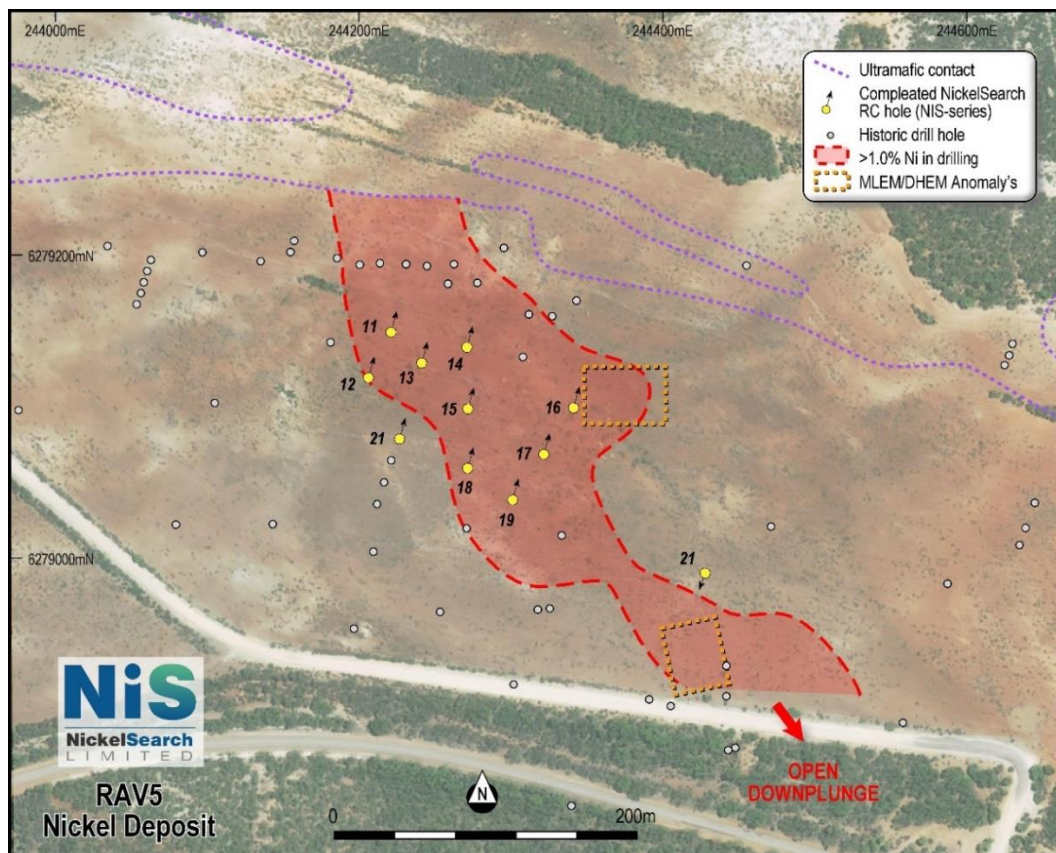 244000mE
244200mE
244400mE
244600mE
Ultramafic contact
Compleated NickelSearch
RC hole (NIS-series)
Historic drill hole
>1.0% Ni in drilling
MLEM/DHEM Anomaly's
6279200mN
11
14
13
12
15
16
21
17
18
19
6279000mN
21
NiS
NickelSearch
LIMITED
RAV5
Nickel Deposit
N
0
200m
OPEN
DOWNPLUNGE